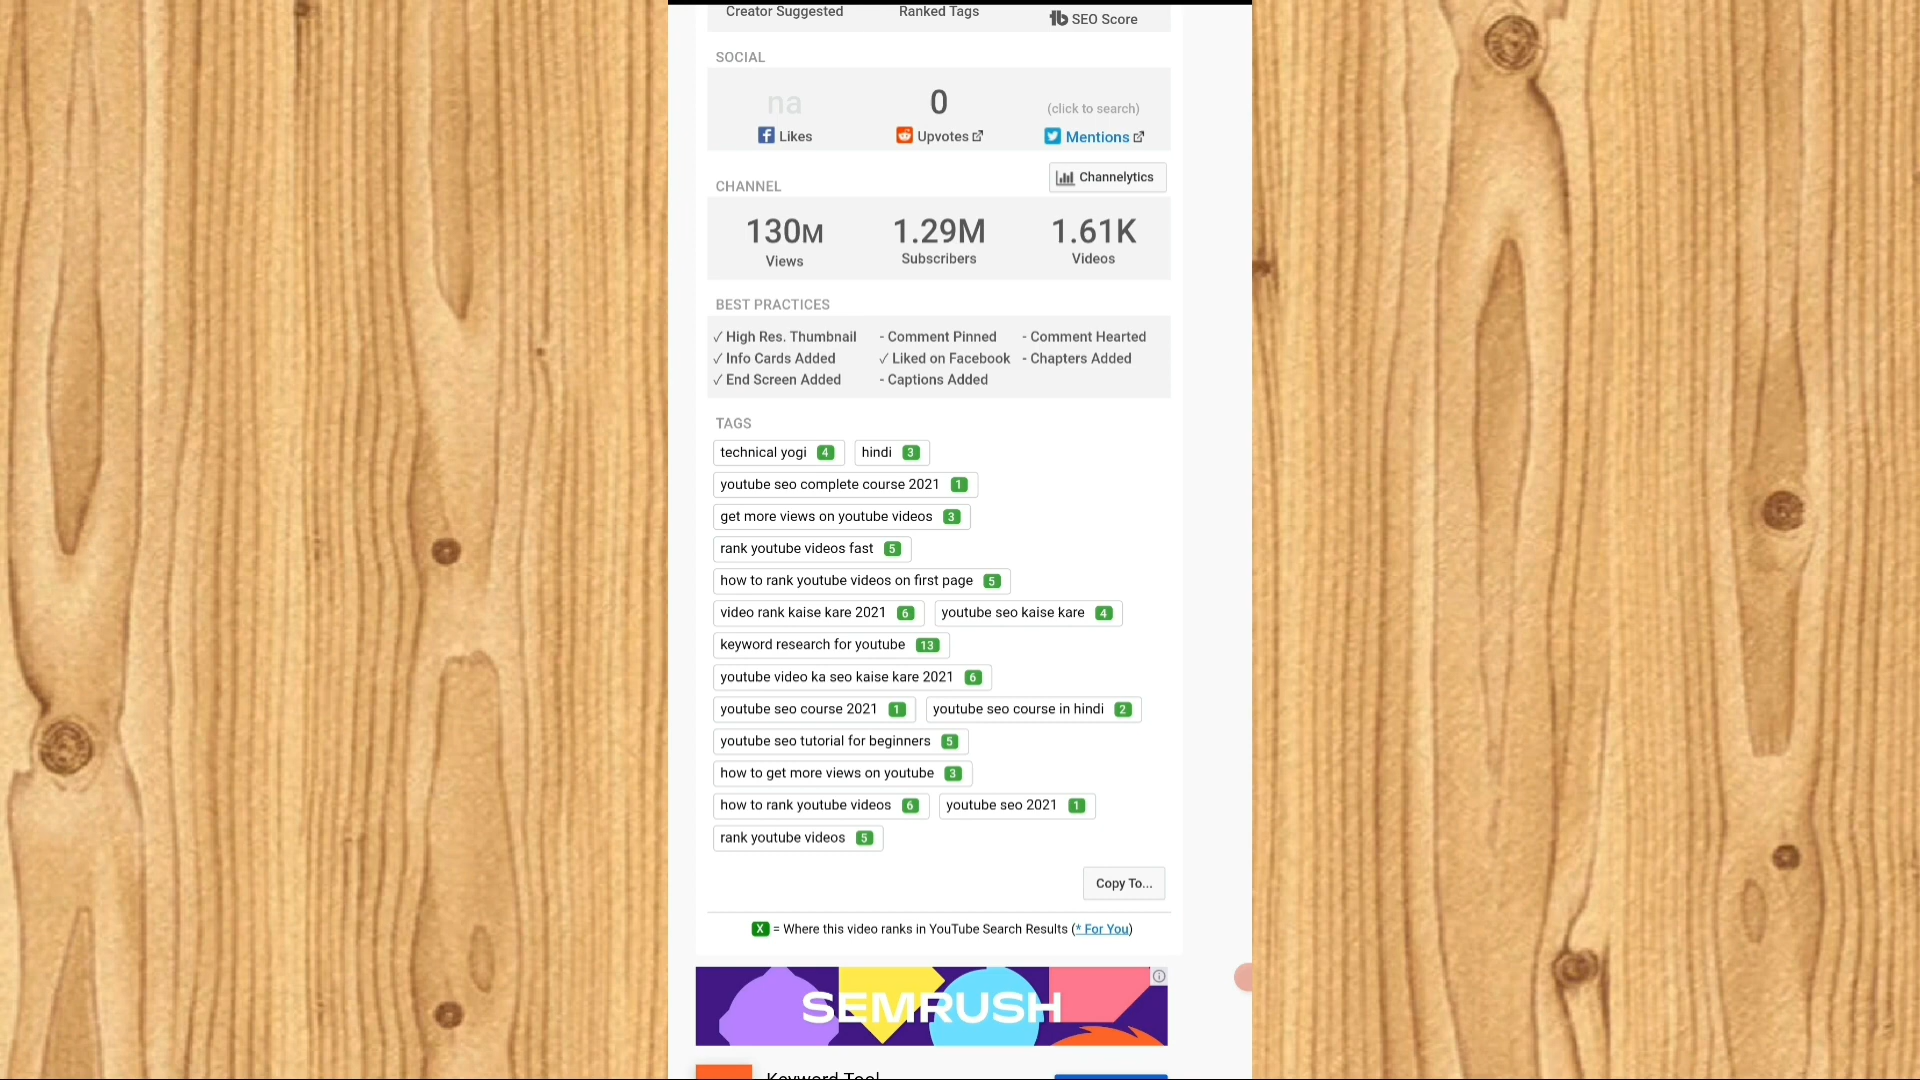 Creator Suggested Ranked Tags SEO Score
SOCIAL
na 0 (click to search)
Likes Upvotes Mentions
CHANNEL Channelytics
130M 1.29M 1.61K
Views Subscribers Videos
BEST PRACTICES
✓ High Res. Thumbnail - Comment Pinned - Comment Hearted
✓ Info Cards Added ✓ Liked on Facebook - Chapters Added
✓ End Screen Added - Captions Added
TAGS
technical yogi 4 hindi 3
youtube seo complete course 2021 1
get more views on youtube videos 3
rank youtube videos fast 5
how to rank youtube videos on first page 5
video rank kaise kare 2021 6 youtube seo kaise kare 4
keyword research for youtube 13
youtube video ka seo kaise kare 2021 6
youtube seo course 2021 1 youtube seo course in hindi 2
youtube seo tutorial for beginners 5
how to get more views on youtube 3
how to rank youtube videos 6 youtube seo 2021 1
rank youtube videos 5
Copy To...
X = Where this video ranks in YouTube Search Results (* For You)
SEMRUSH
Keyword Tool